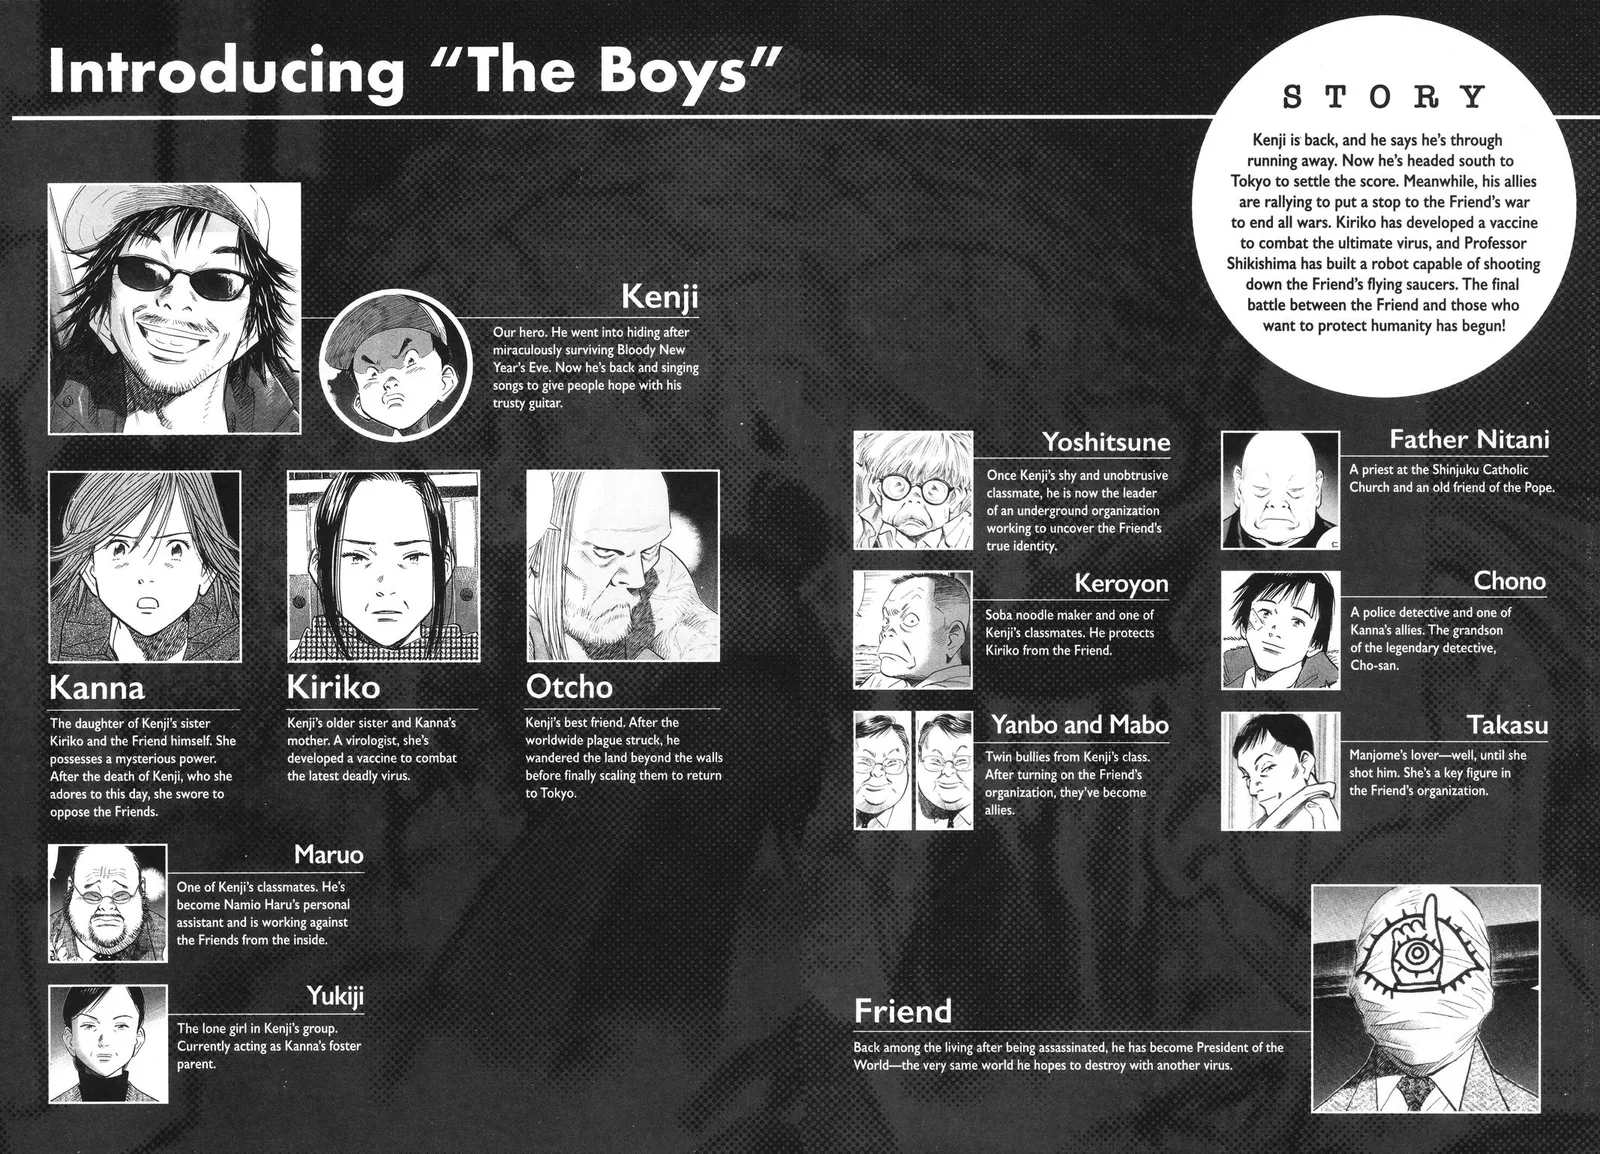 Introducing “The Boys”
STORY
Kenji is back, and he says he’s through
running away. Now he’s headed south to
Tokyo to settle the score. Meanwhile, his allies
are rallying to put a stop to the Friend’s war
to end all wars. Kiriko has developed a vaccine
to combat the ultimate virus, and Professor
Shikishima has built a robot capable of shooting
down the Friend’s flying saucers. The final
battle between the Friend and those who
want to protect humanity has begun!
Kenji
Our hero. He went into hiding after
miraculously surviving Bloody New
Year’s Eve. Now he’s back and singing
songs to give people hope with his
trusty guitar.
Kanna
The daughter of Kenji’s sister
Kiriko and the Friend himself. She
possesses a mysterious power.
After the death of Kenji, who she
adores to this day, she swore to
oppose the Friends.
Kiriko
Kenji’s older sister and Kanna’s
mother. A virologist, she’s
developed a vaccine to combat
the latest deadly virus.
Otcho
Kenji’s best friend. After the
worldwide plague struck, he
wandered the land beyond the walls
before finally scaling them to return
to Tokyo.
Maruo
One of Kenji’s classmates. He’s
become Namio Haru’s personal
assistant and is working against
the Friends from the inside.
Yukiji
The lone girl in Kenji’s group.
Currently acting as Kanna’s foster
parent.
Yoshitsune
Once Kenji’s shy and unobtrusive
classmate, he is now the leader
of an underground organization
working to uncover the Friend’s
true identity.
Keroyon
Soba noodle maker and one of
Kenji’s classmates. He protects
Kiriko from the Friend.
Yanbo and Mabo
Twin bullies from Kenji’s class.
After turning on the Friend’s
organization, they’ve become
allies.
Father Nitani
A priest at the Shinjuku Catholic
Church and an old friend of the Pope.
Chono
A police detective and one of
Kanna’s allies. The grandson
of the legendary detective,
Cho-san.
Takasu
Manjome’s lover—well, until she
shot him. She’s a key figure in
the Friend’s organization.
Friend
Back among the living after being assassinated, he has become President of the
World—the very same world he hopes to destroy with another virus.